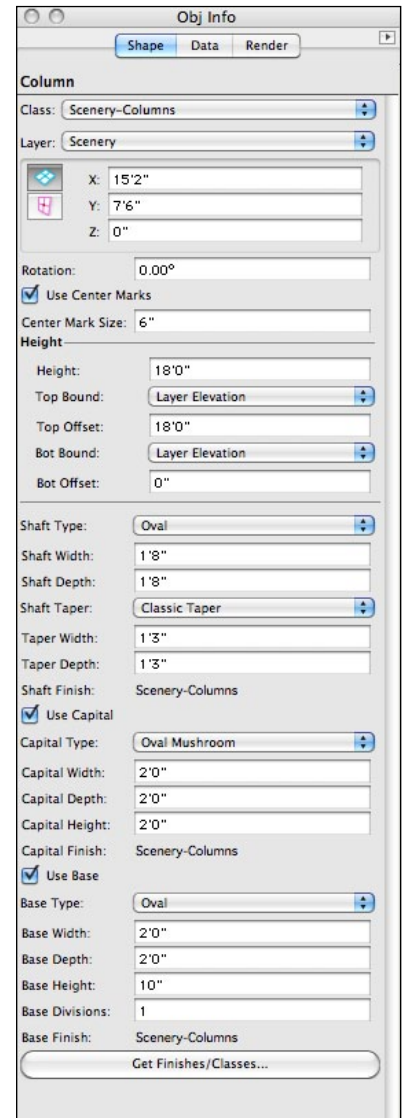 Obj Info
Shape Data Render
Column
Class: Scenery-Columns
Layer: Scenery
X: 15'2"
Y: 7'6"
Z: 0"
Rotation: 0.00°
Use Center Marks
Center Mark Size: 6"
Height
Height: 18'0"
Top Bound: Layer Elevation
Top Offset: 18'0"
Bot Bound: Layer Elevation
Bot Offset: 0"
Shaft Type: Oval
Shaft Width: 1'8"
Shaft Depth: 1'8"
Shaft Taper: Classic Taper
Taper Width: 1'3"
Taper Depth: 1'3"
Shaft Finish: Scenery-Columns
Use Capital
Capital Type: Oval Mushroom
Capital Width: 2'0"
Capital Depth: 2'0"
Capital Height: 2'0"
Capital Finish: Scenery-Columns
Use Base
Base Type: Oval
Base Width: 2'0"
Base Depth: 2'0"
Base Height: 10"
Base Divisions: 1
Base Finish: Scenery-Columns
Get Finishes/Classes...